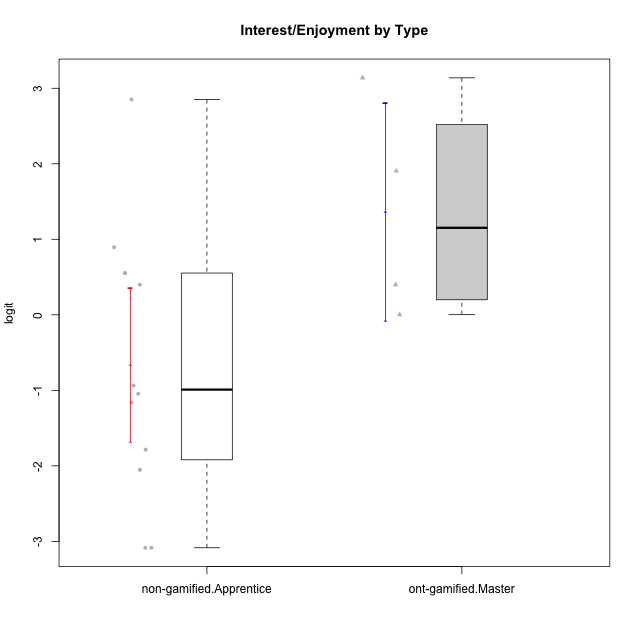 Interest/Enjoyment by Type
logit
3
2
1
0
-1
-2
-3
non-gamified.Apprentice
ont-gamified.Master